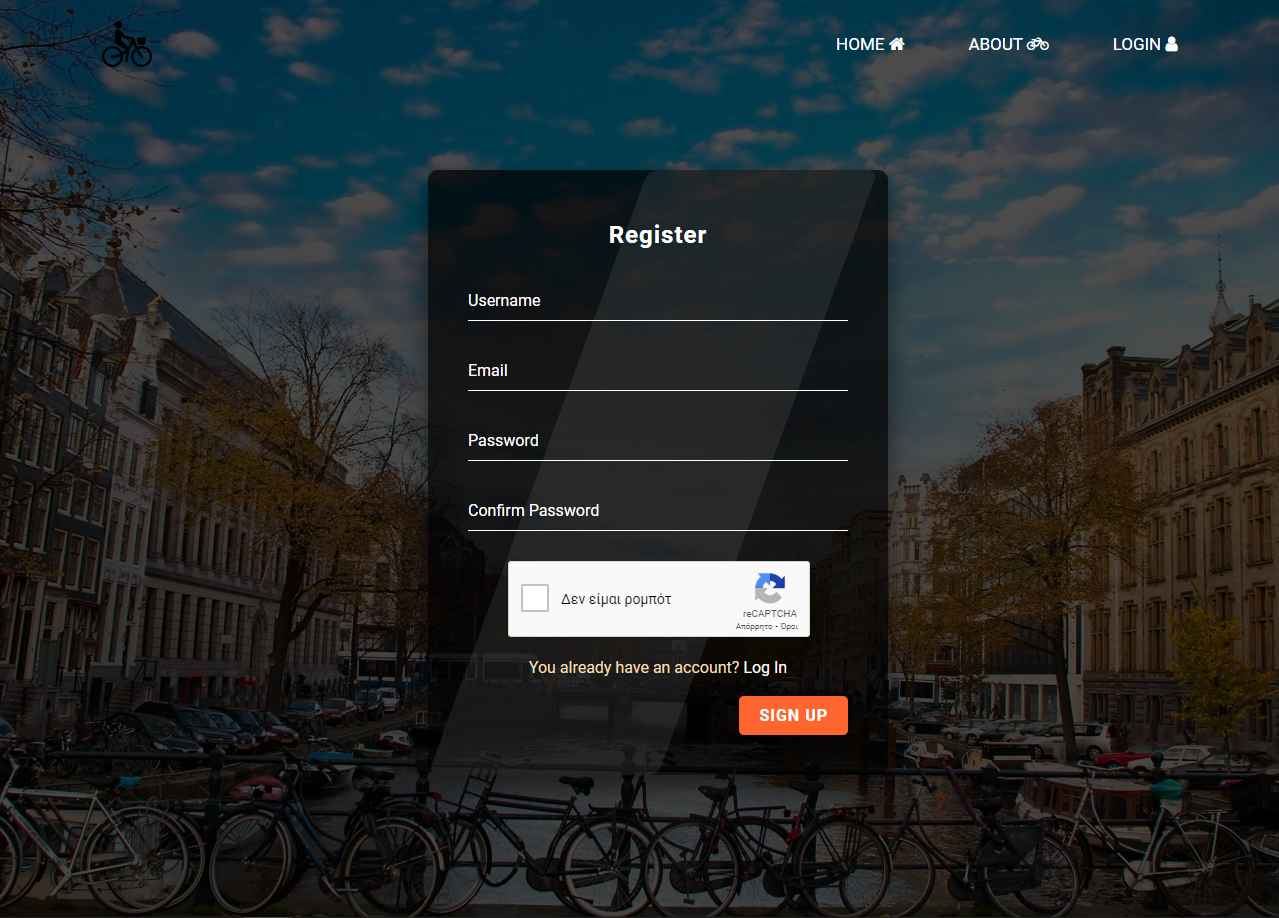 HOME
ABOUT
LOGIN
Register
Username
Email
Password
Confirm Password
Δεν είμαι ρομπότ
reCAPTCHA
Απόρρητο - Όροι
You already have an account? Log In
SIGN UP